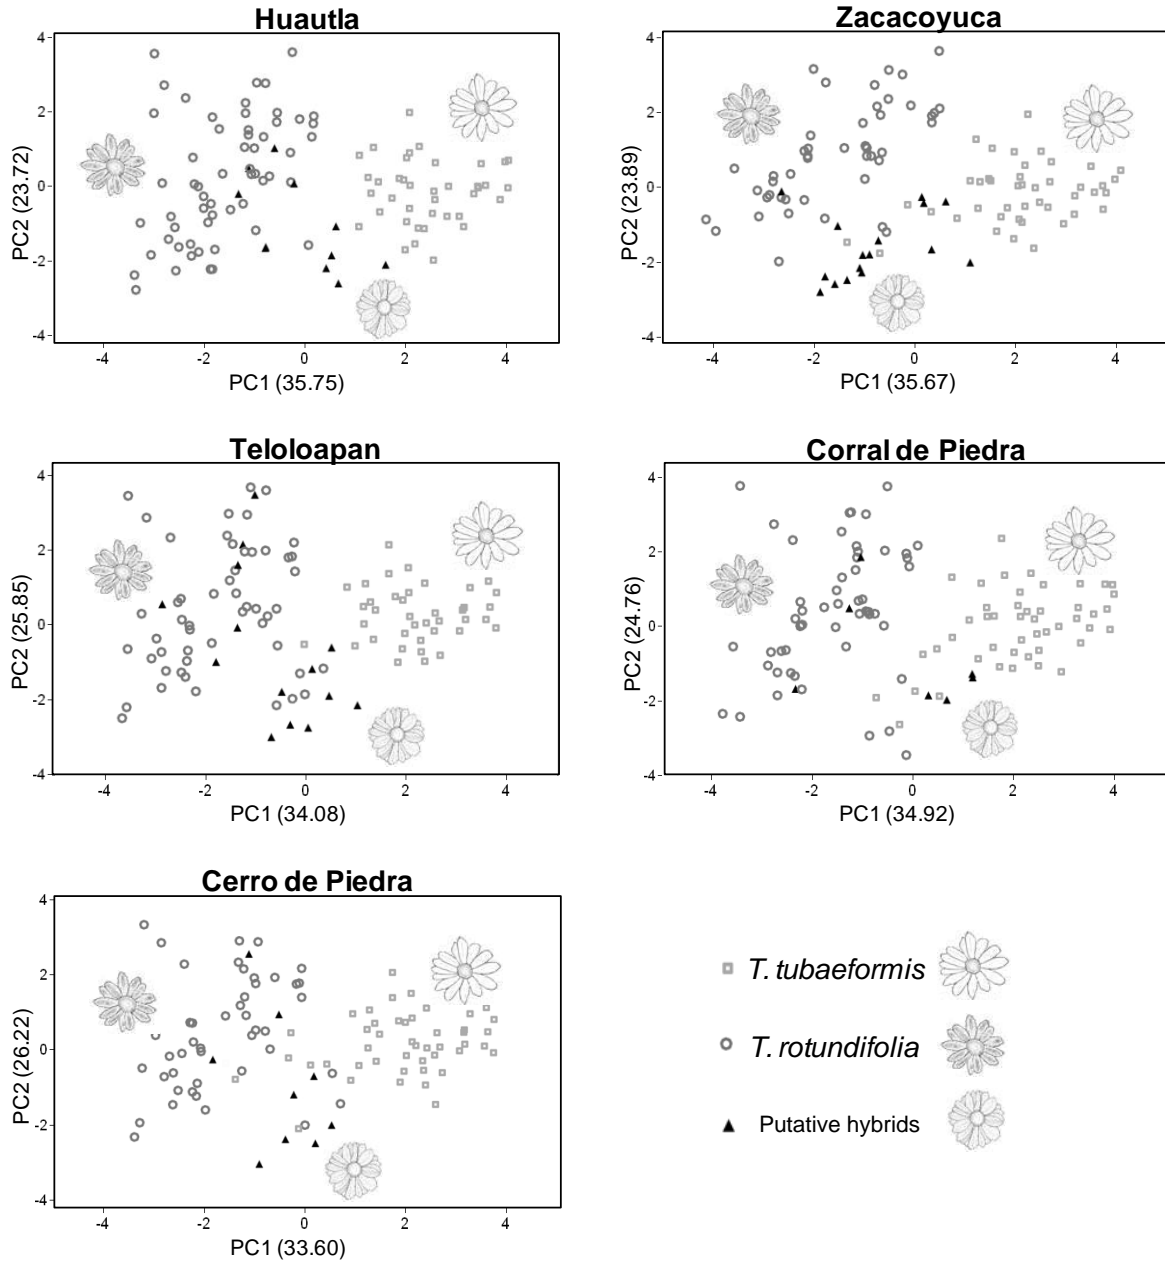 Huautla
4
2
0
-2
-4
PC2 (23.72)
-4 -2 0 2 4
PC1 (35.75)
Zacacoyuca
4
2
0
-2
-4
PC2 (23.89)
-4 -2 0 2 4
PC1 (35.67)
Teloloapan
4
2
0
-2
-4
PC2 (25.85)
-4 -2 0 2 4
PC1 (34.08)
Corral de Piedra
4
2
0
-2
-4
PC2 (24.76)
-4 -2 0 2 4
PC1 (34.92)
Cerro de Piedra
4
2
0
-2
-4
PC2 (26.22)
-4 -2 0 2 4
PC1 (33.60)
T. tubaeformis
T. rotundifolia
Putative hybrids